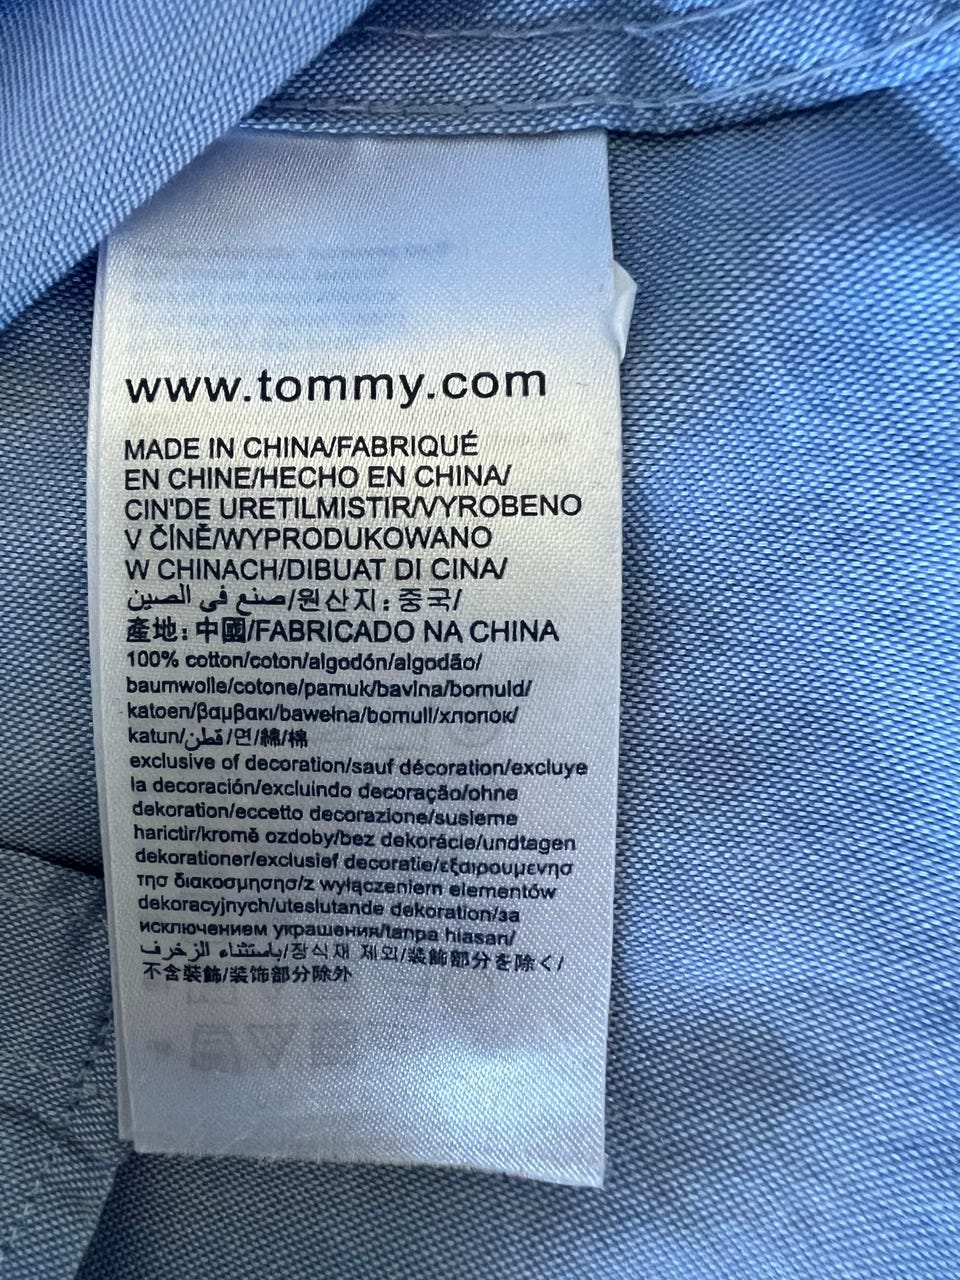 www.tommy.com
MADE IN CHINA/FABRIQUÉ
EN CHINE/HECHO EN CHINA/
CIN'DE URETILMISTIR/VYROBENO
V ČÍNĚ/WYPRODUKOWANO
W CHINACH/DIBUAT DI CINA/
صنع في الصين/원산지: 중국/
產地: 中國/FABRICADO NA CHINA
100% cotton/coton/algodón/algodão/
baumwolle/cotone/pamuk/bavlna/bomuld/
katoen/βαμβακι/bawełna/bomull/хлопок/
katun/قطن/면/綿/棉
exclusive of decoration/sauf décoration/excluye
la decoración/excluindo decoração/ohne
dekoration/eccetto decorazione/susleme
harictir/kromě ozdoby/bez dekorácie/undtagen
dekorationer/exclusief decoratie/εξαιρουμενησ
τησ διακοσμησησ/z wyłączeniem elementów
dekoracyjnych/uteslutande dekoration/за
исключением украшения/tanpa hiasan/
باستثناء الزخرف/장식재 제외/装飾部分を除く/
不含裝飾/装饰部分除外